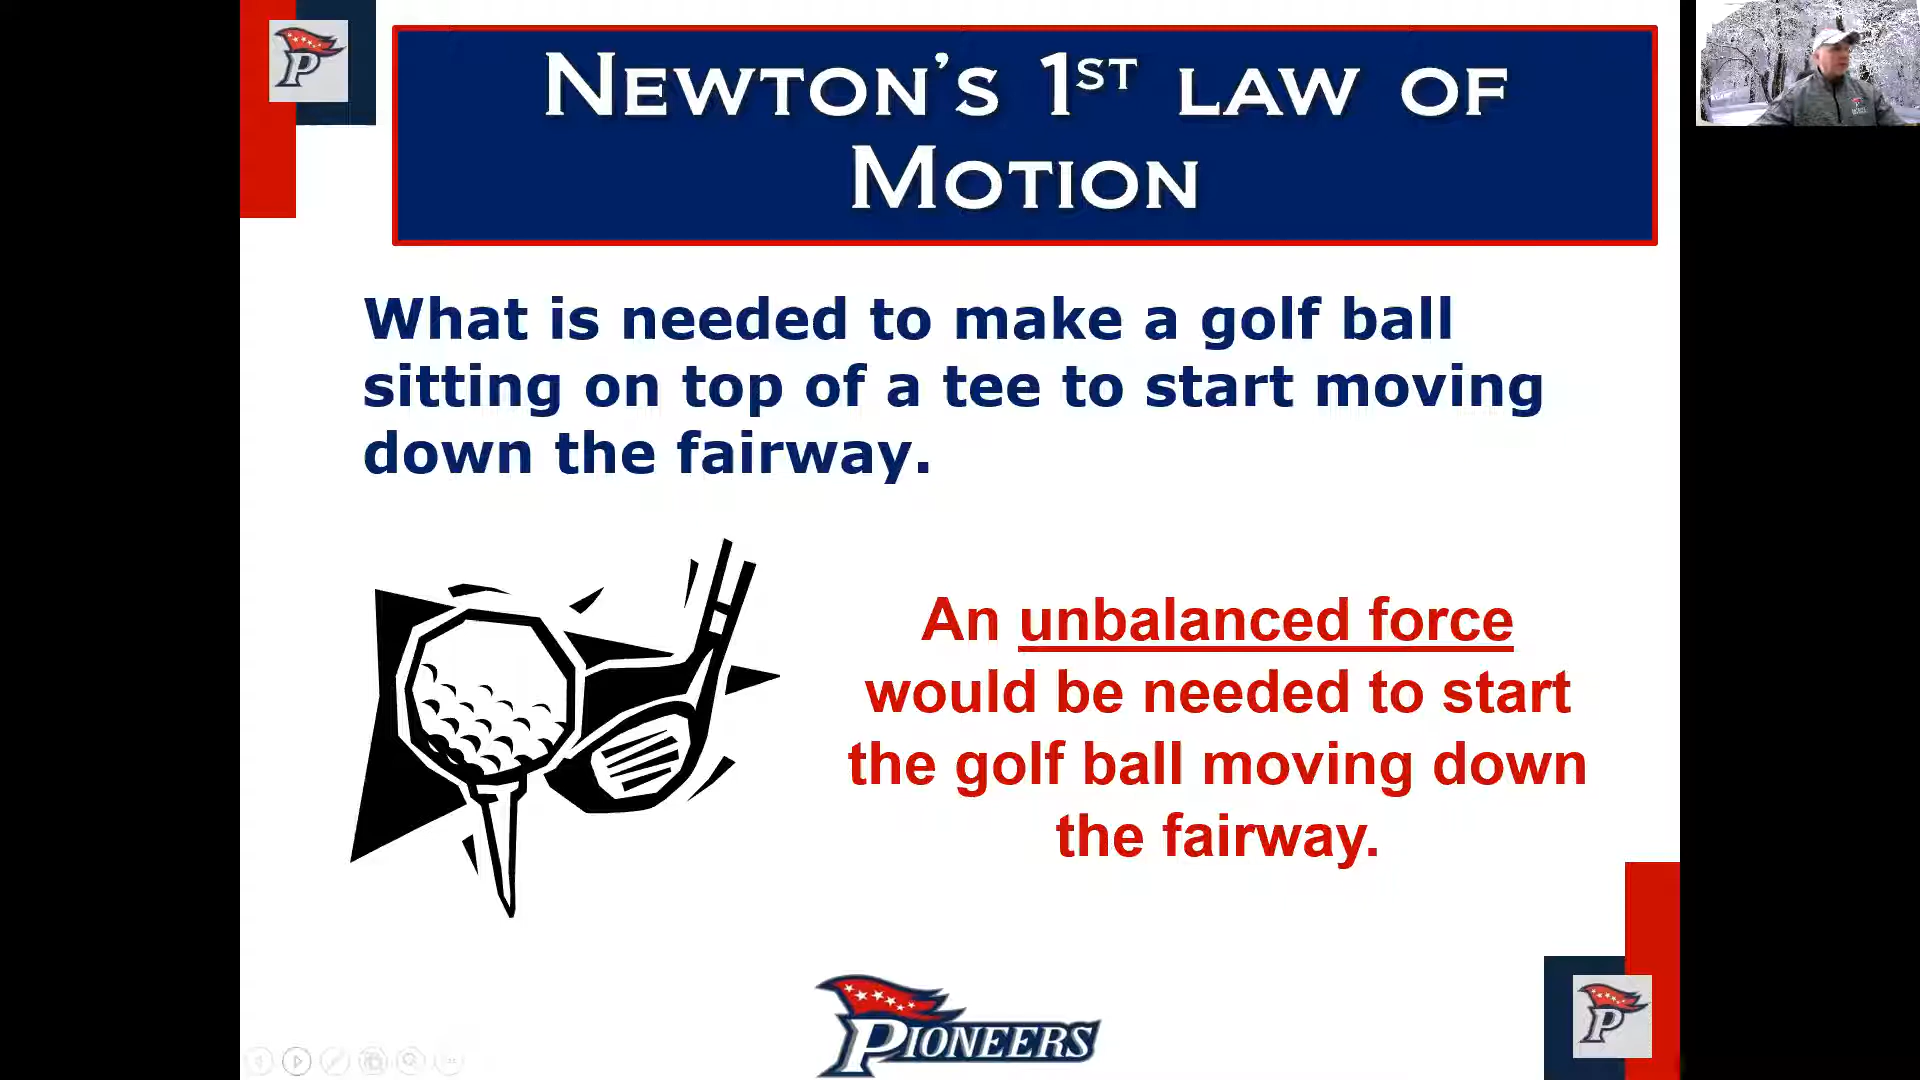 P
NEWTON'S 1ST LAW OF
MOTION
What is needed to make a golf ball
sitting on top of a tee to start moving
down the fairway.
An unbalanced force
would be needed to start
the golf ball moving down
the fairway.
PIONEERS
P